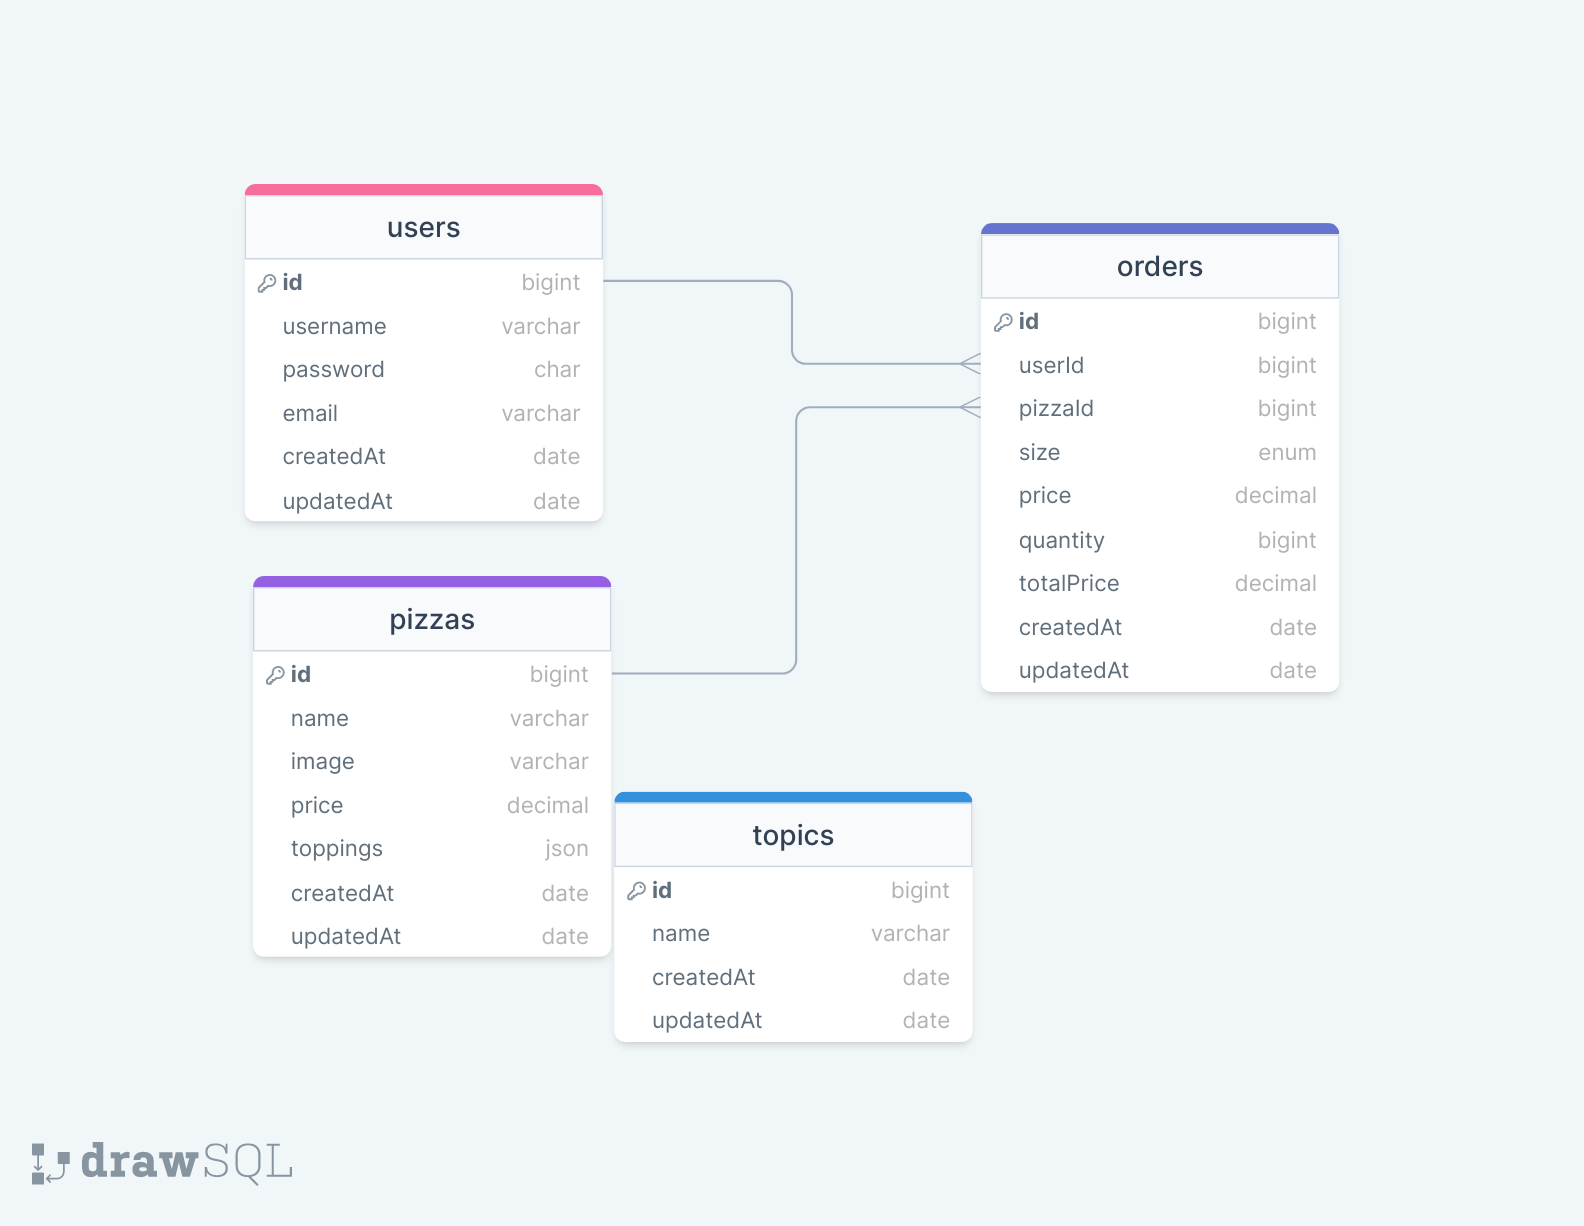 users
id bigint
username varchar
password char
email varchar
createdAt date
updatedAt date
orders
id bigint
userId bigint
pizzaId bigint
size enum
price decimal
quantity bigint
totalPrice decimal
createdAt date
updatedAt date
pizzas
id bigint
name varchar
image varchar
price decimal
toppings json
createdAt date
updatedAt date
topics
id bigint
name varchar
createdAt date
updatedAt date
drawSQL